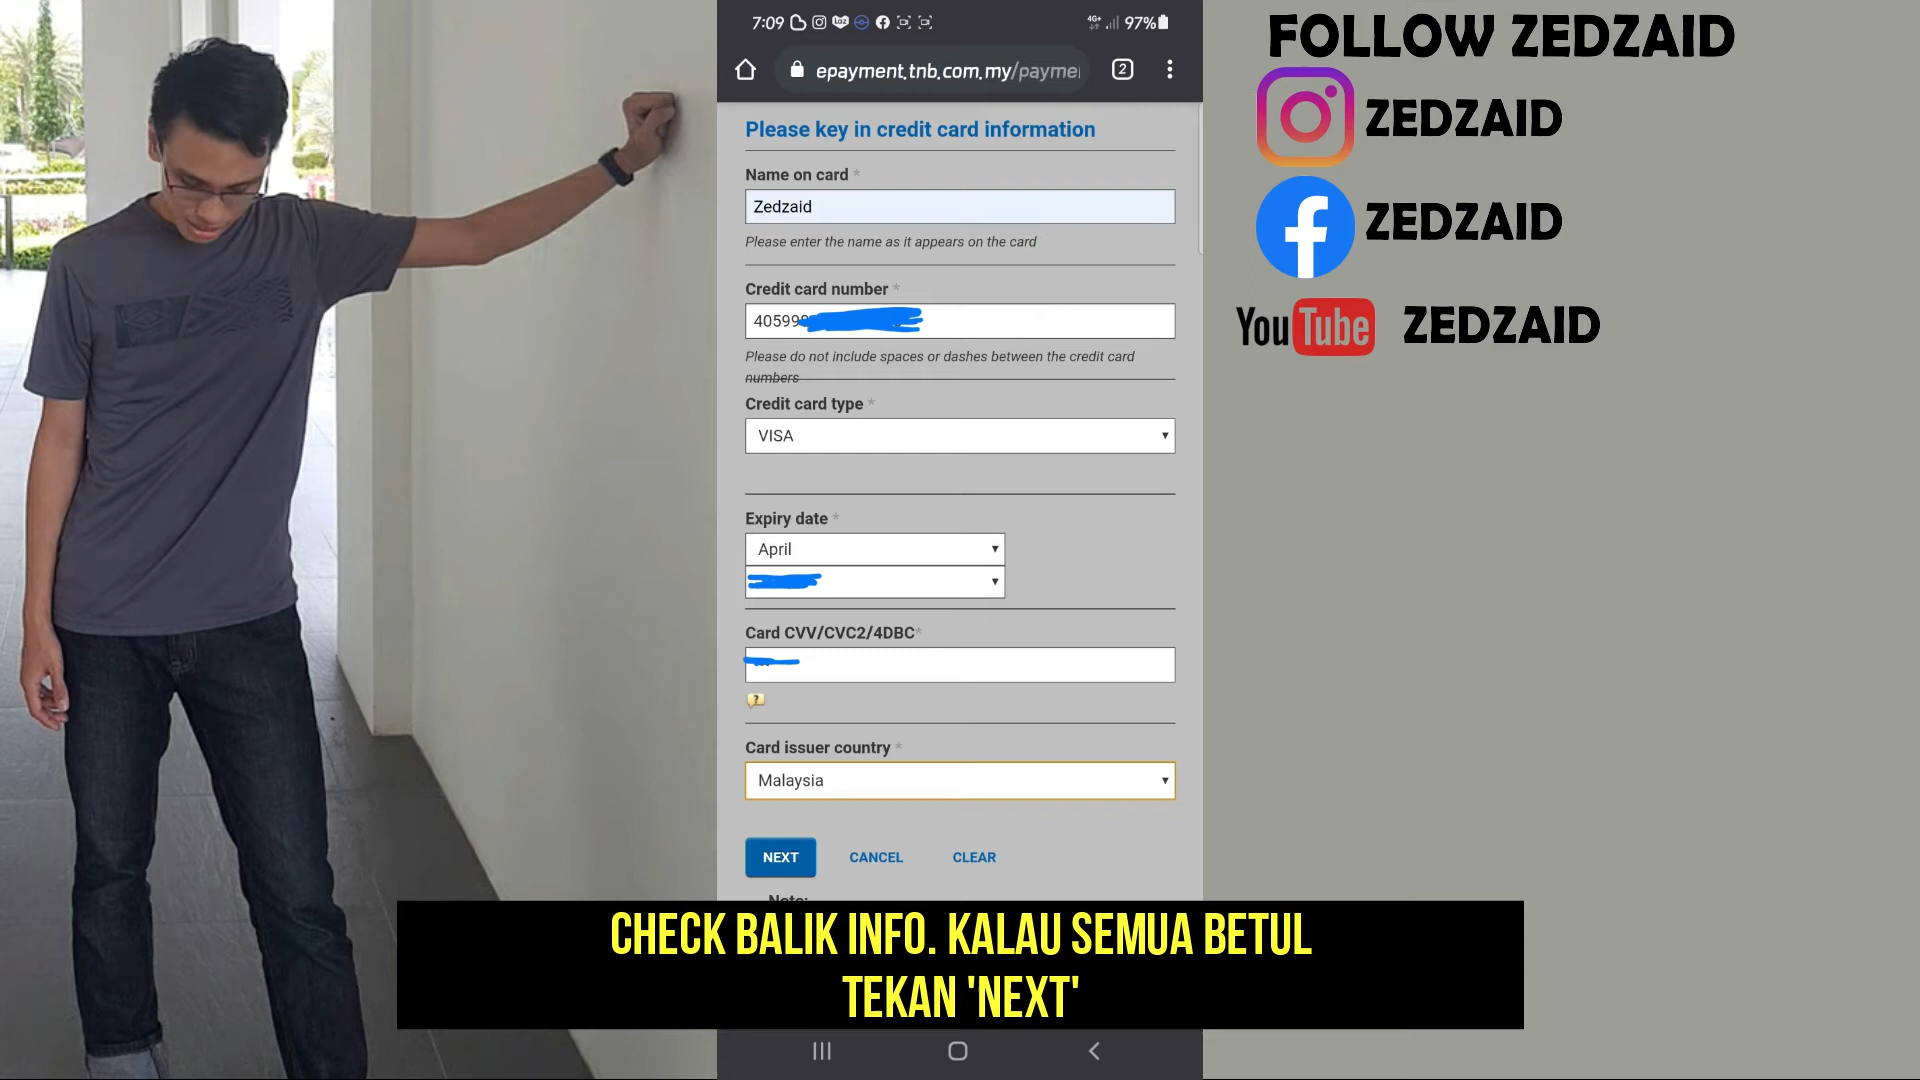 7:09
4G+
97%
epayment.tnb.com.my/payme
2
Please key in credit card information
Name on card *
Zedzaid
Please enter the name as it appears on the card
Credit card number *
40599
Please do not include spaces or dashes between the credit card
numbers
Credit card type *
VISA
Expiry date *
April
Card CVV/CVC2/4DBC*
?
Card issuer country *
Malaysia
NEXT CANCEL CLEAR
Note:
CHECK BALIK INFO. KALAU SEMUA BETUL
TEKAN 'NEXT'
FOLLOW ZEDZAID
ZEDZAID
ZEDZAID
YouTube ZEDZAID